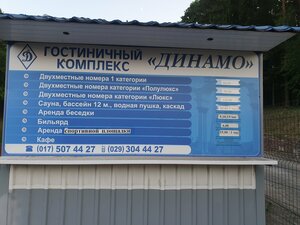 ГОСТИНИЧНЫЙ
КОМПЛЕКС «ДИНАМО»
Двухместные номера 1 категории
Двухместные номера категории «Полулюкс»
Двухместные номера категории «Люкс»
Сауна, бассейн 12 м., водная пушка, каскад
Аренда беседки
Бильярд
Аренда спортивной площадки
Кафе
(017) 507 44 27 (029) 304 44 27